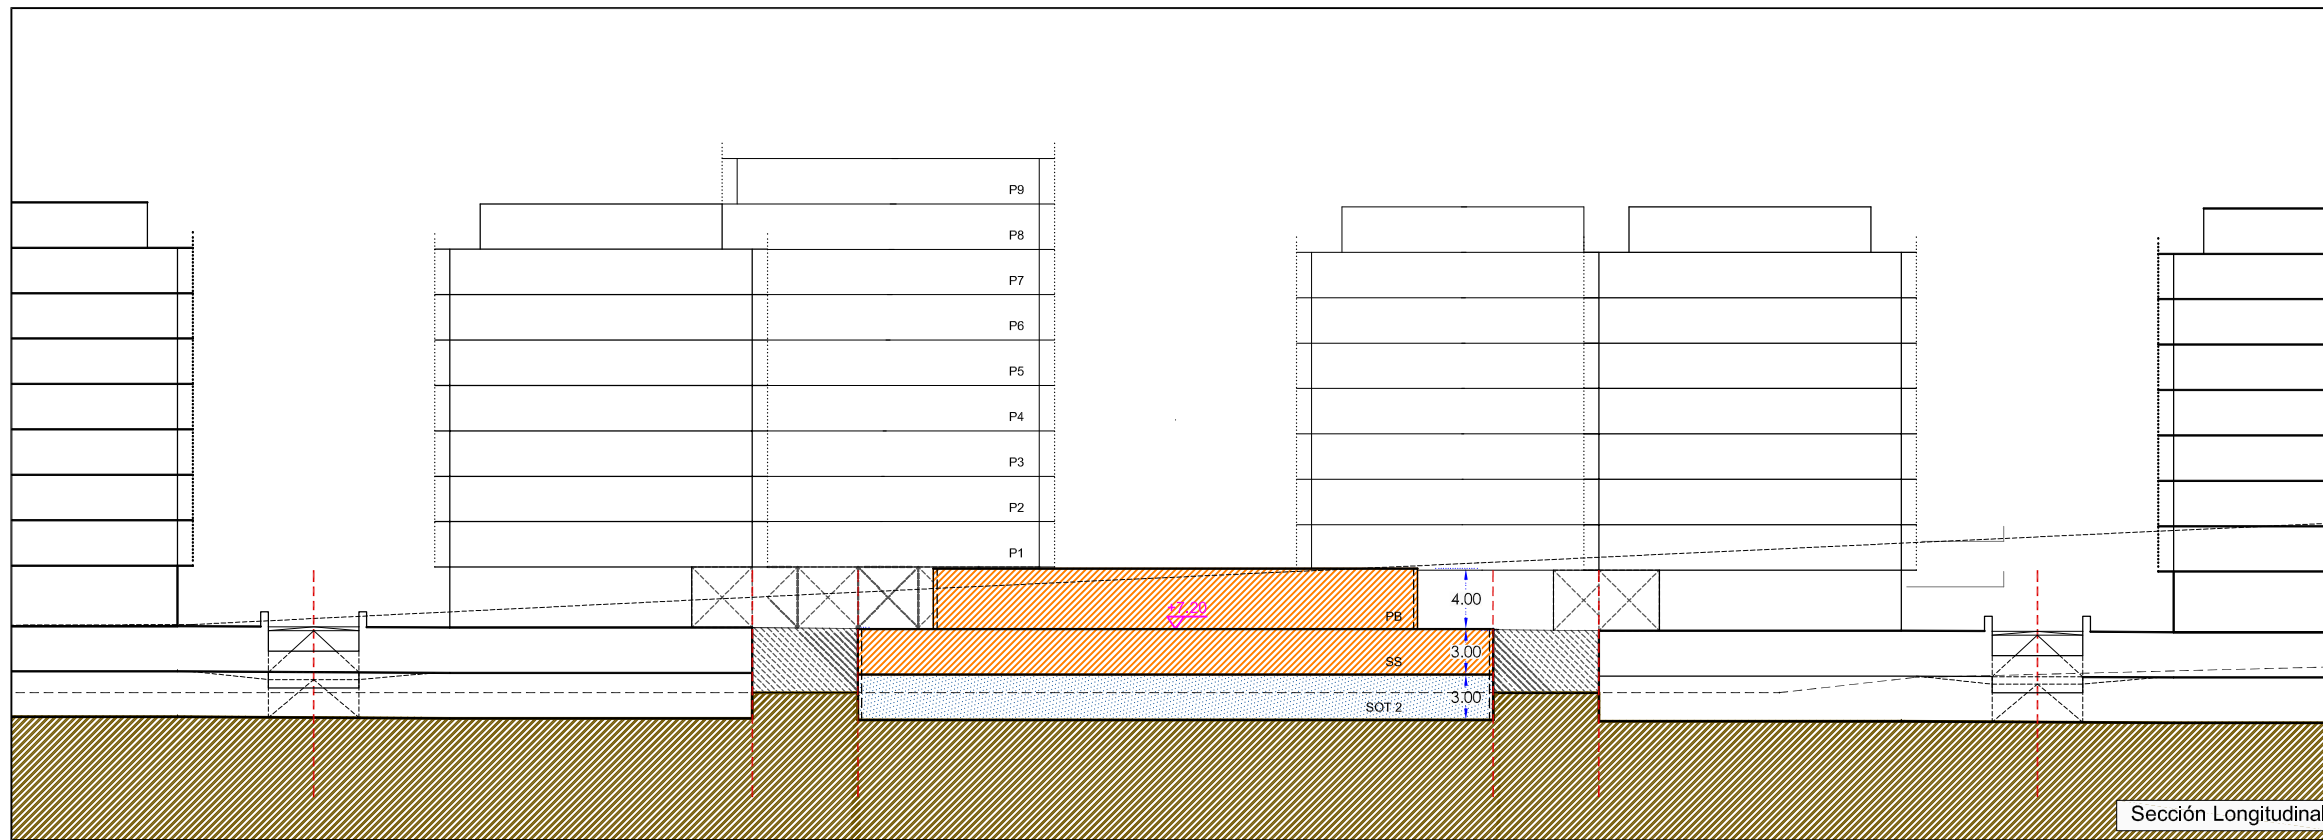 P9
P8
P7
P6
P5
P4
P3
P2
P1
4.00
+7.20
PB
3.00
SS
3.00
SOT 2
Sección Longitudinal